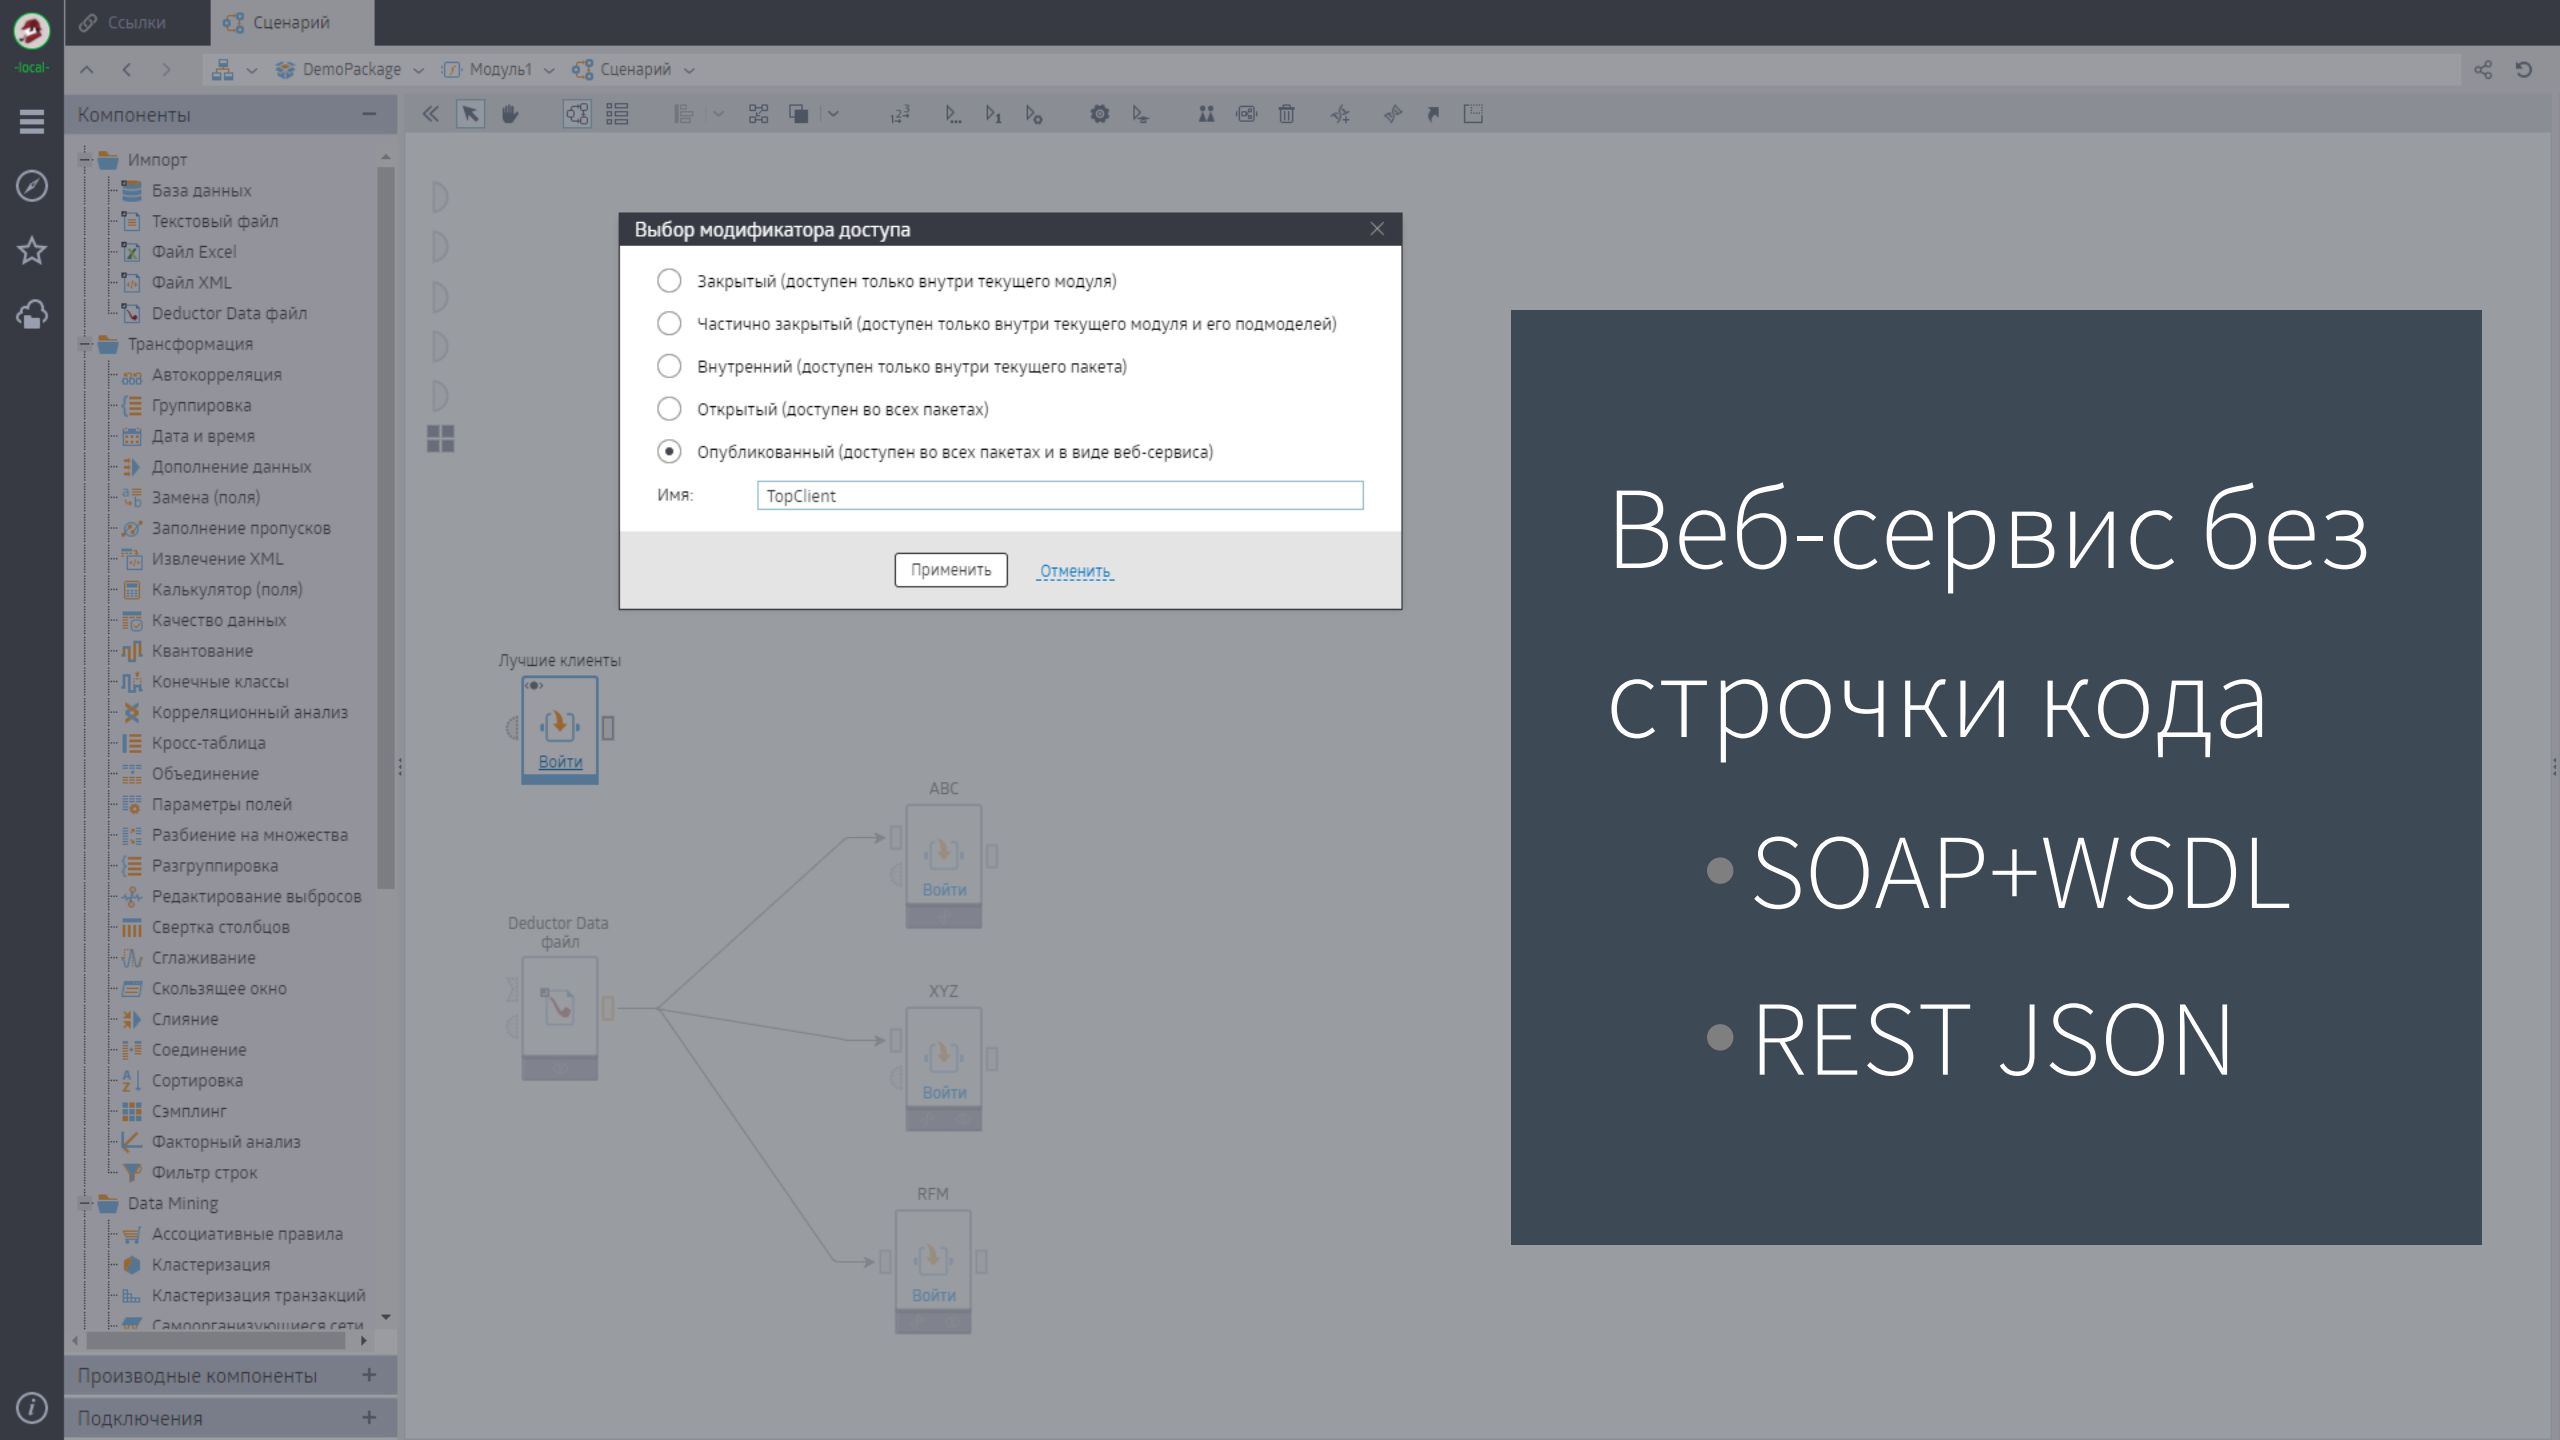 Ссылки
Сценарий
-local-
DemoPackage
Модуль1
Сценарий
Компоненты
Импорт
База данных
Текстовый файл
Файл Excel
Файл XML
Deductor Data файл
Трансформация
Автокорреляция
Группировка
Дата и время
Дополнение данных
Замена (поля)
Заполнение пропусков
Извлечение XML
Калькулятор (поля)
Качество данных
Квантование
Конечные классы
Корреляционный анализ
Кросс-таблица
Объединение
Параметры полей
Разбиение на множества
Разгруппировка
Редактирование выбросов
Свертка столбцов
Сглаживание
Скользящее окно
Слияние
Соединение
Сортировка
Сэмплинг
Факторный анализ
Фильтр строк
Data Mining
Ассоциативные правила
Кластеризация
Кластеризация транзакций
Самоорганизующиеся сети
Производные компоненты
Подключения
Выбор модификатора доступа
Закрытый (доступен только внутри текущего модуля)
Частично закрытый (доступен только внутри текущего модуля и его подмоделей)
Внутренний (доступен только внутри текущего пакета)
Открытый (доступен во всех пакетах)
Опубликованный (доступен во всех пакетах и в виде веб-сервиса)
Имя:
TopClient
Применить
Отменить
Лучшие клиенты
Войти
ABC
Войти
Deductor Data
файл
XYZ
Войти
RFM
Войти
Веб-сервис без
строчки кода
• SOAP+WSDL
• REST JSON